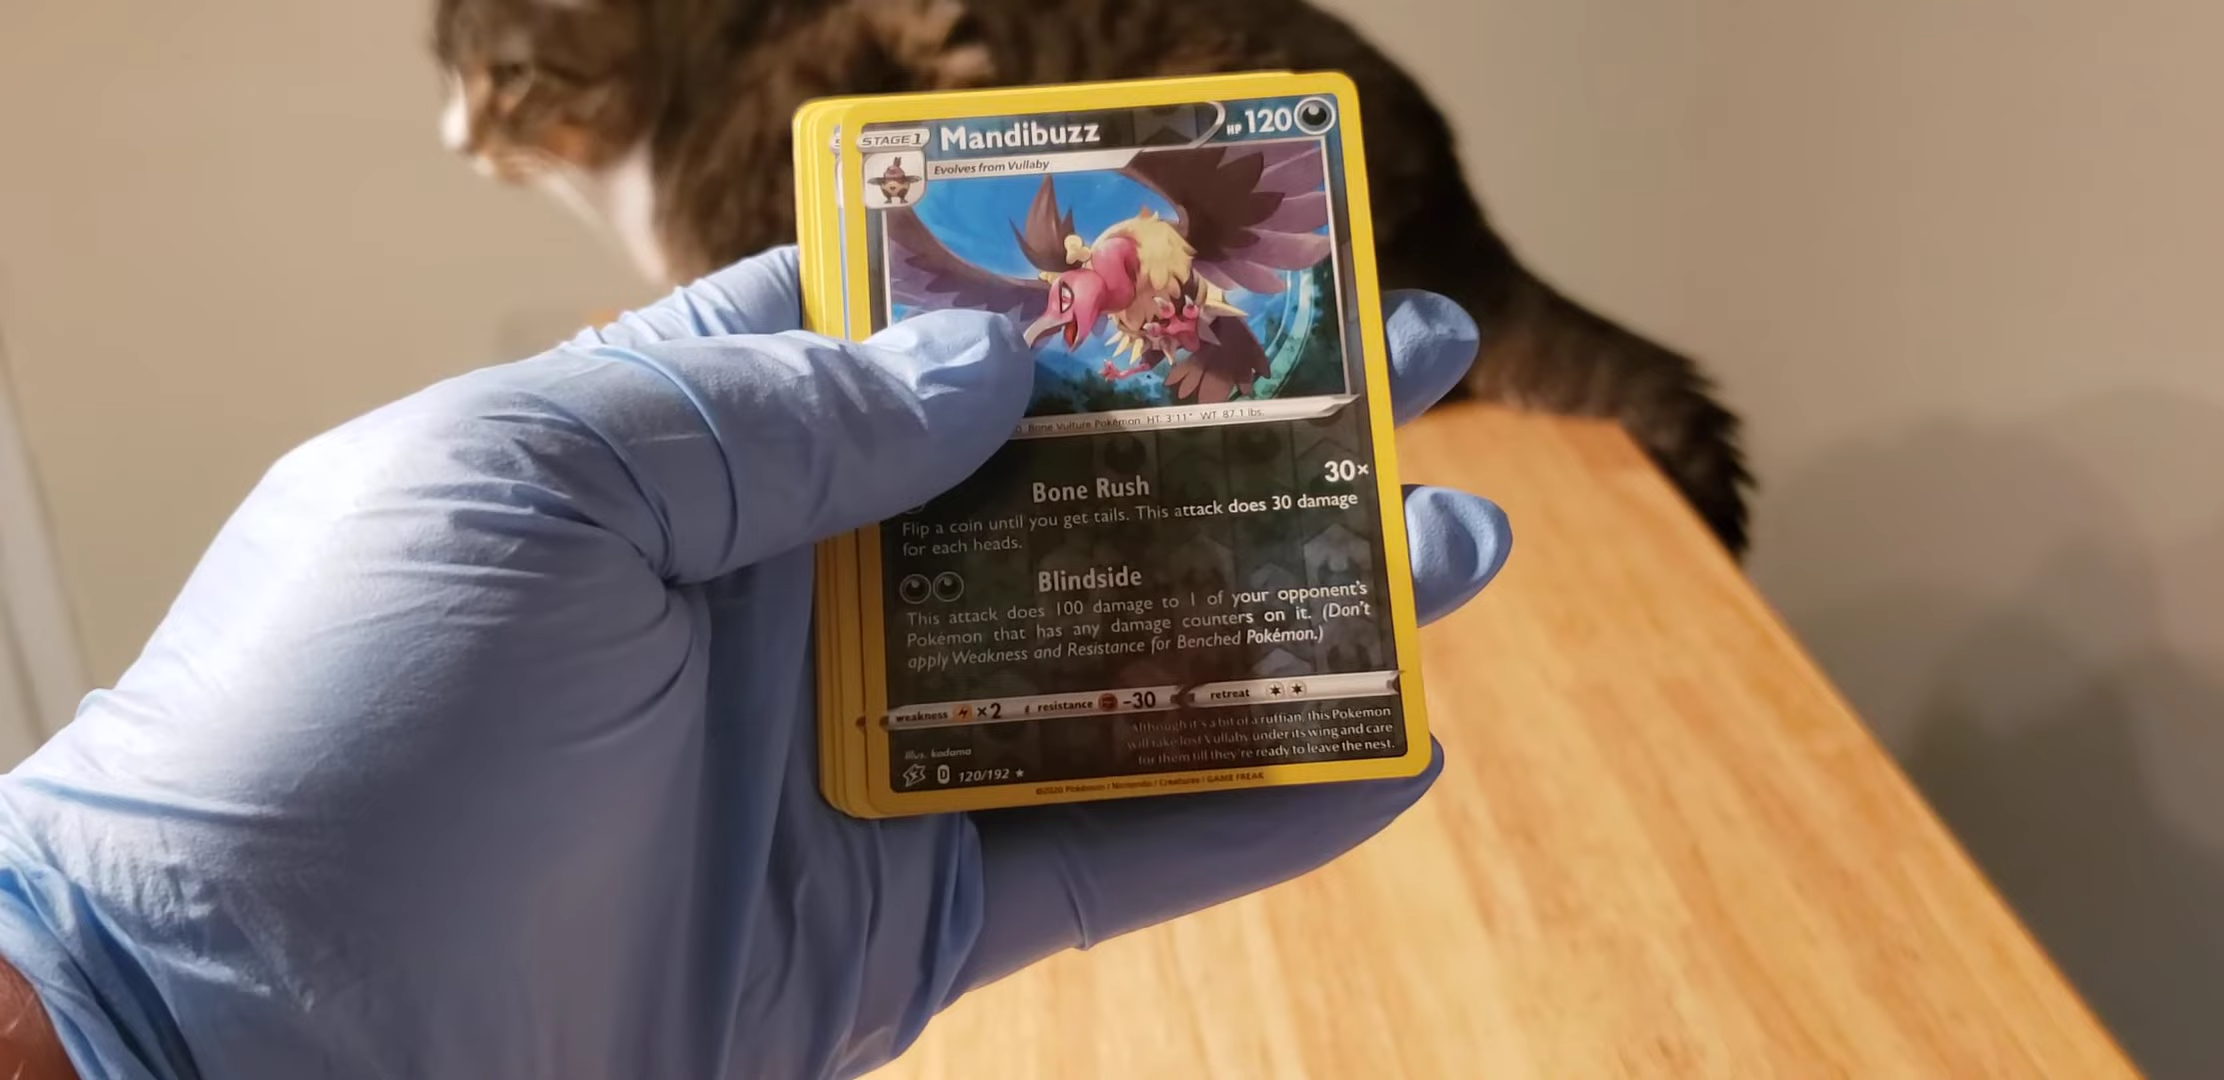 STAGE 1
Mandibuzz
HP 120
Evolves from Vullaby
Bone Vulture Pokémon HT: 3'11" WT: 87.1 lbs.
Bone Rush 30×
Flip a coin until you get tails. This attack does 30 damage
for each heads.
Blindside
This attack does 100 damage to 1 of your opponent's
Pokémon that has any damage counters on it. (Don't
apply Weakness and Resistance for Benched Pokémon.)
weakness ×2 resistance -30 retreat
Although it's a bit of a ruffian, this Pokémon
will take lost Vullaby under its wing and care
for them till they're ready to leave the nest.
Illus. kodama
D 120/192 ★
©2020 Pokémon / Nintendo / Creatures / GAME FREAK